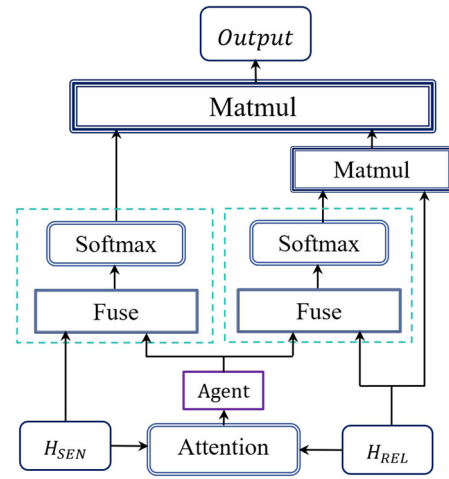 Output
Matmul
Matmul
Softmax
Softmax
Fuse
Fuse
Agent
H_SEN
Attention
H_REL